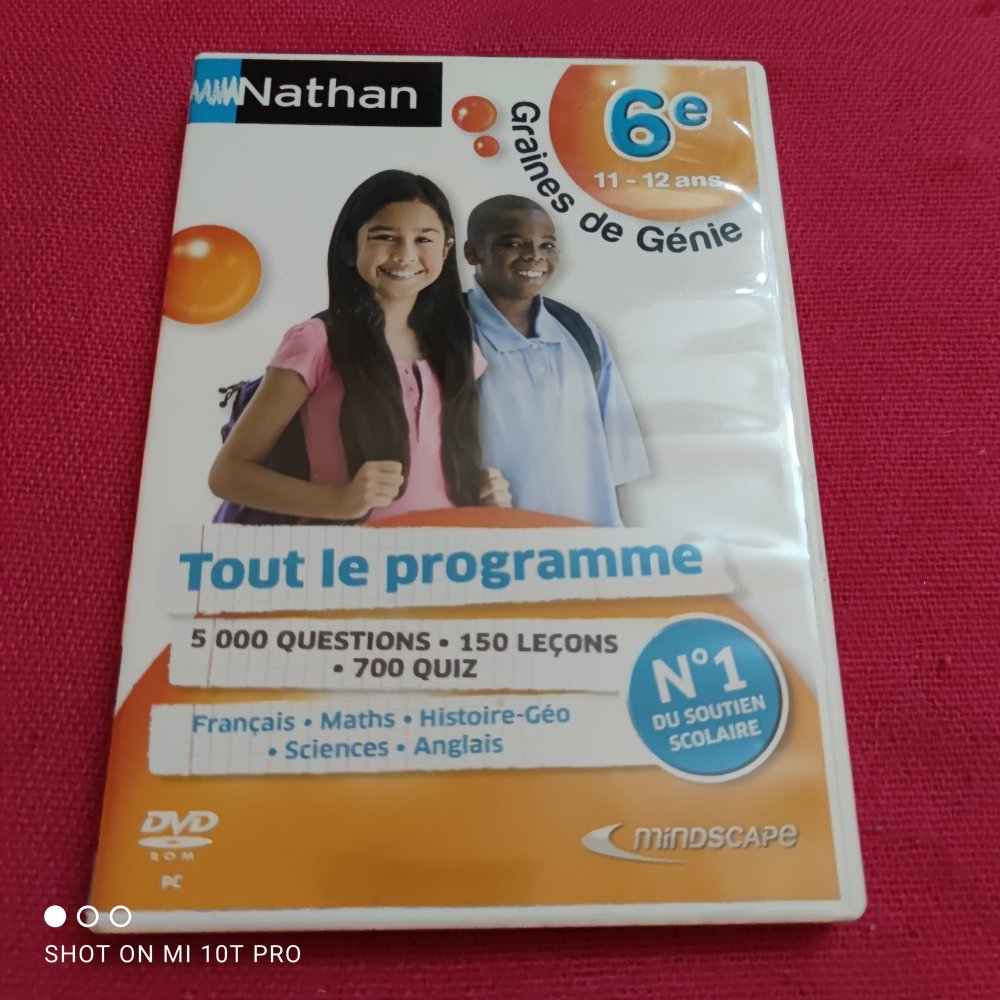 Nathan
6e
11 - 12 ans
Graines de Génie
Tout le programme
5 000 QUESTIONS • 150 LEÇONS
• 700 QUIZ
Français • Maths • Histoire-Géo
• Sciences • Anglais
N°1
DU SOUTIEN
SCOLAIRE
DVD
ROM
PC
MINDSCAPE
SHOT ON MI 10T PRO